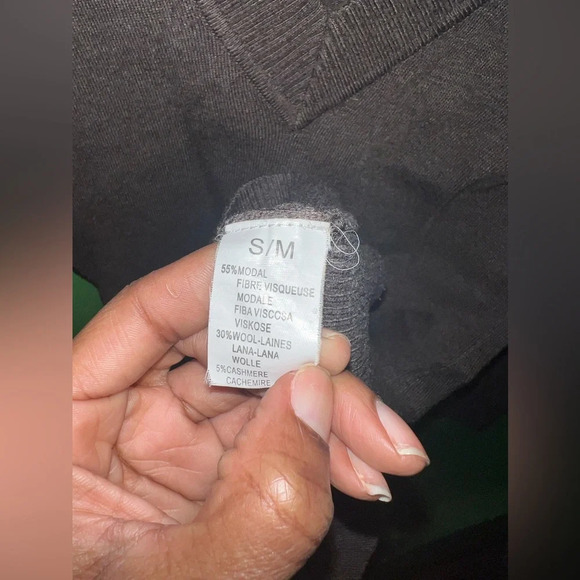 S/M
55%MODAL
FIBRE VISQUEUSE
MODALE
FIBA VISCOSA
VISKOSE
30%WOOL-LAINES
LANA-LANA
WOLLE
5%CASHMERE
CACHEMIRE